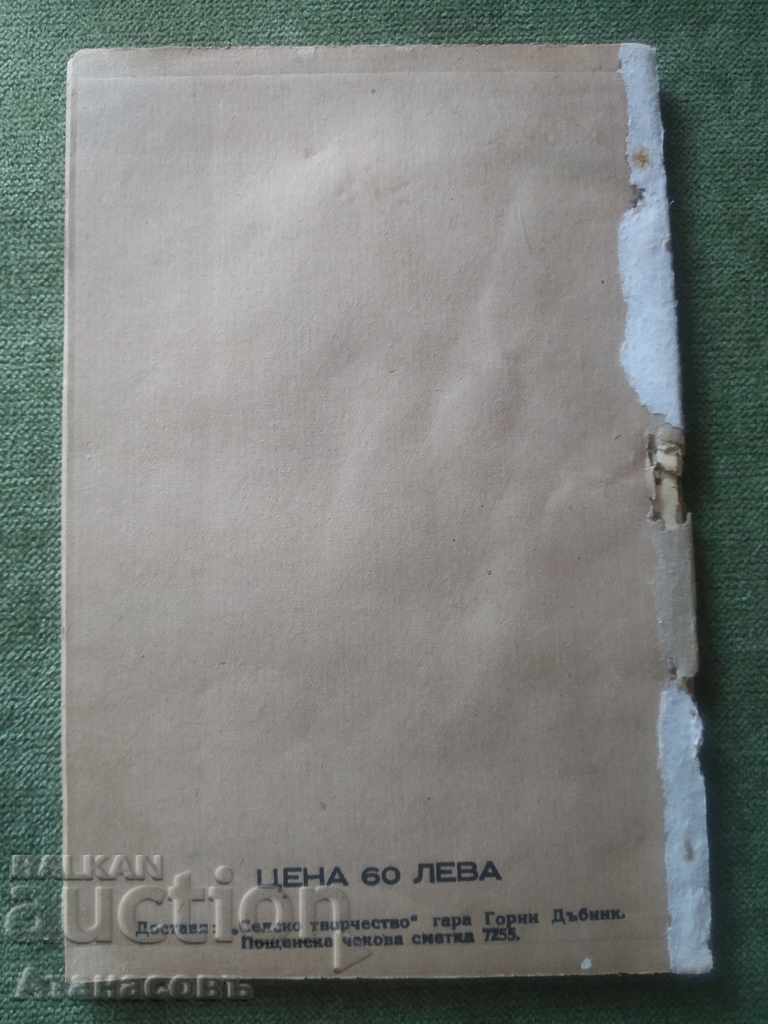 ЦЕНА 60 ЛЕВА
Доставя: „Селско творчество“ гара Горни Дъбник.
Пощенска чекова сметка 7255.
BALKAN
auction
Атанасовъ